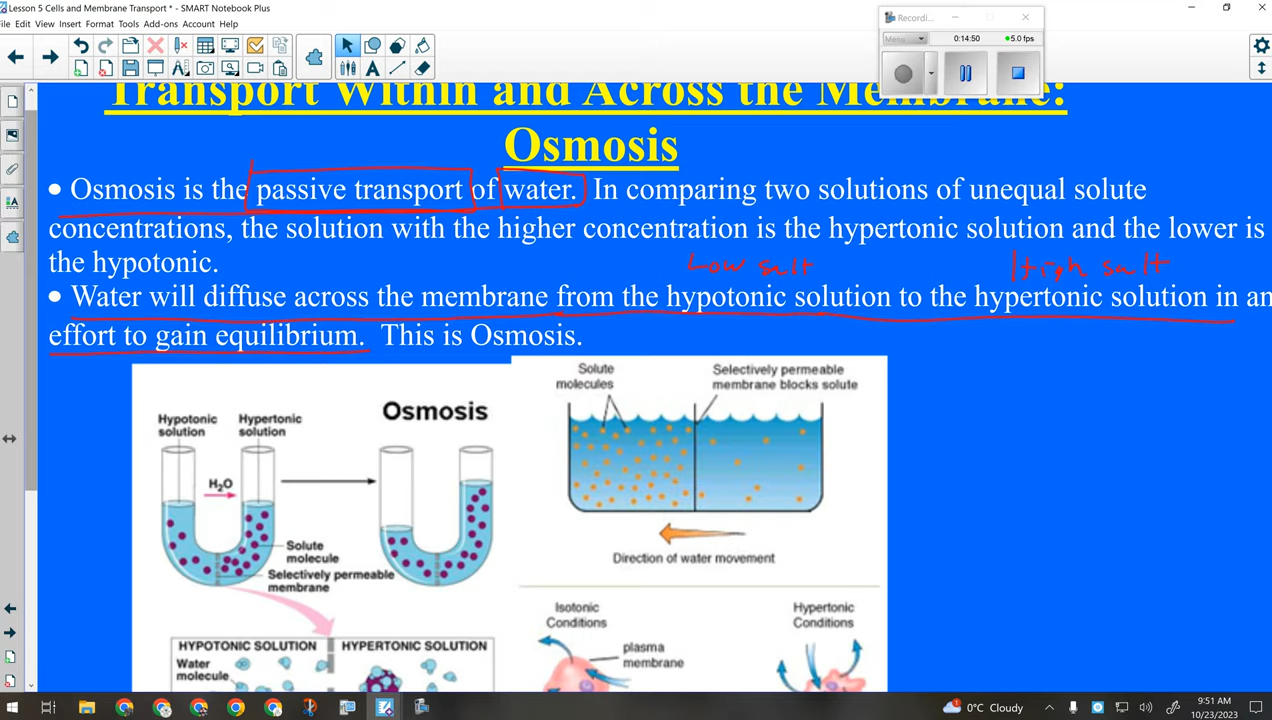 Lesson 5 Cells and Membrane Transport * - SMART Notebook Plus
File Edit View Insert Format Tools Add-ons Account Help
Recordi...
Menu 0:14:50 5.0 fps
Transport Within and Across the Membrane:
Osmosis
• Osmosis is the passive transport of water. In comparing two solutions of unequal solute
concentrations, the solution with the higher concentration is the hypertonic solution and the lower is
the hypotonic.
Low salt High salt
• Water will diffuse across the membrane from the hypotonic solution to the hypertonic solution in an
effort to gain equilibrium. This is Osmosis.
Hypotonic
solution
Hypertonic
solution
Osmosis
H₂O
Solute
molecule
Selectively permeable
membrane
HYPOTONIC SOLUTION HYPERTONIC SOLUTION
Water
molecule
Solute
molecules
Selectively permeable
membrane blocks solute
Direction of water movement
Isotonic
Conditions
plasma
membrane
Hypertonic
Conditions
0°C Cloudy
9:51 AM
10/23/2023